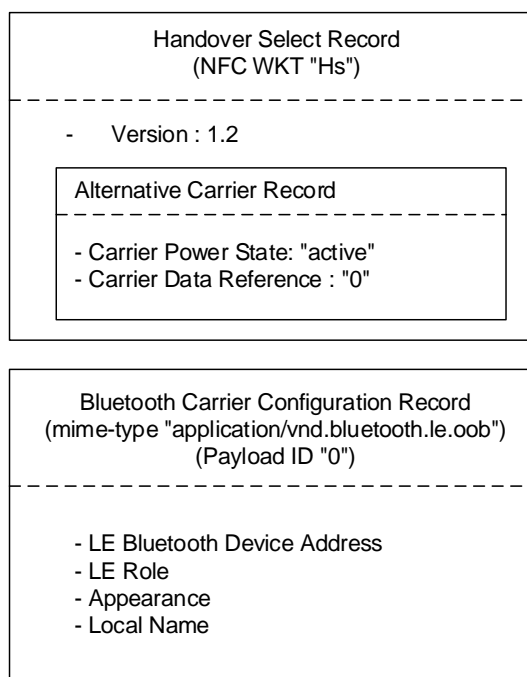 Handover Select Record
(NFC WKT "Hs")
- Version : 1.2
Alternative Carrier Record
- Carrier Power State: "active"
- Carrier Data Reference : "0"
Bluetooth Carrier Configuration Record
(mime-type "application/vnd.bluetooth.le.oob")
(Payload ID "0")
- LE Bluetooth Device Address
- LE Role
- Appearance
- Local Name